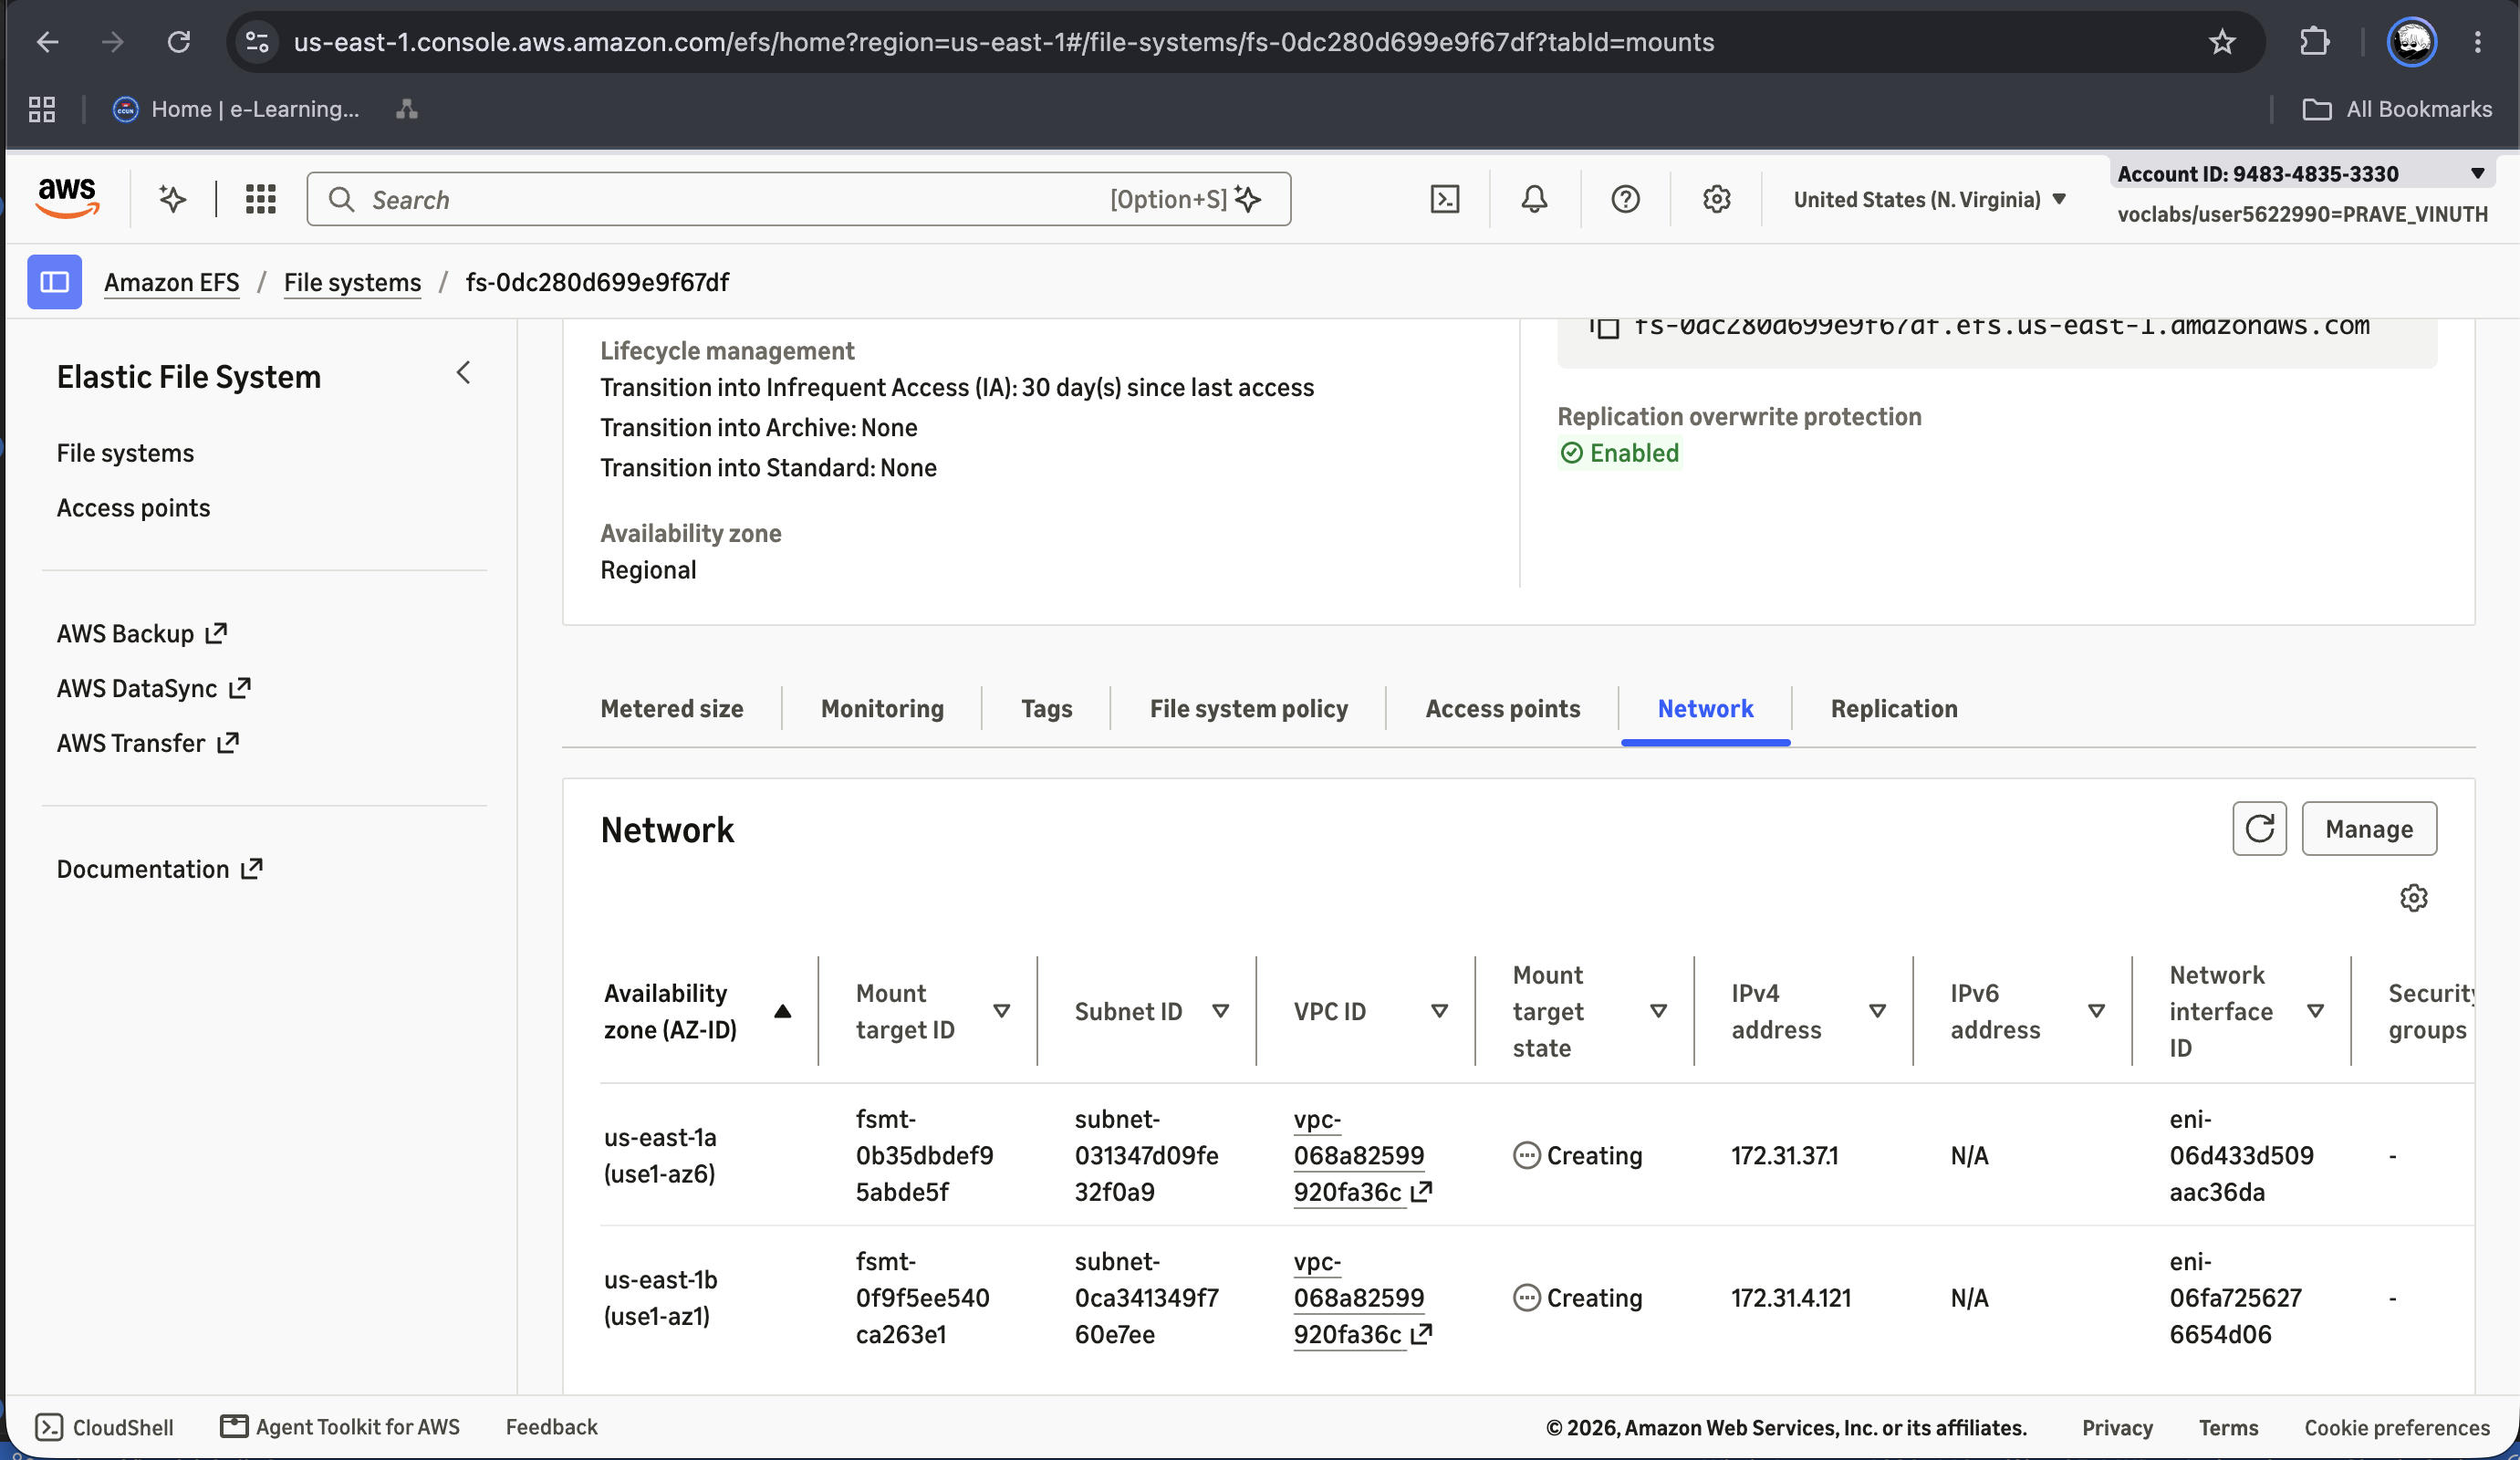 us-east-1.console.aws.amazon.com/efs/home?region=us-east-1#/file-systems/fs-0dc280d699e9f67df?tabId=mounts
Home | e-Learning...
All Bookmarks
aws
Search
[Option+S]
United States (N. Virginia)
Account ID: 9483-4835-3330
voclabs/user5622990=PRAVE_VINUTH
Amazon EFS / File systems / fs-0dc280d699e9f67df
Elastic File System
File systems
Access points
AWS Backup
AWS DataSync
AWS Transfer
Documentation
Lifecycle management
Transition into Infrequent Access (IA): 30 day(s) since last access
Transition into Archive: None
Transition into Standard: None
Availability zone
Regional
fs-0dc280d699e9f67df.efs.us-east-1.amazonaws.com
Replication overwrite protection
Enabled
Metered size
Monitoring
Tags
File system policy
Access points
Network
Replication
Network
Manage
Availability zone (AZ-ID)
Mount target ID
Subnet ID
VPC ID
Mount target state
IPv4 address
IPv6 address
Network interface ID
Security groups
us-east-1a (use1-az6)
fsmt-0b35dbdef95abde5f
subnet-031347d09fe32f0a9
vpc-068a82599920fa36c
Creating
172.31.37.1
N/A
eni-06d433d509aac36da
-
us-east-1b (use1-az1)
fsmt-0f9f5ee540ca263e1
subnet-0ca341349f760e7ee
vpc-068a82599920fa36c
Creating
172.31.4.121
N/A
eni-06fa7256276654d06
-
CloudShell
Agent Toolkit for AWS
Feedback
© 2026, Amazon Web Services, Inc. or its affiliates.
Privacy
Terms
Cookie preferences